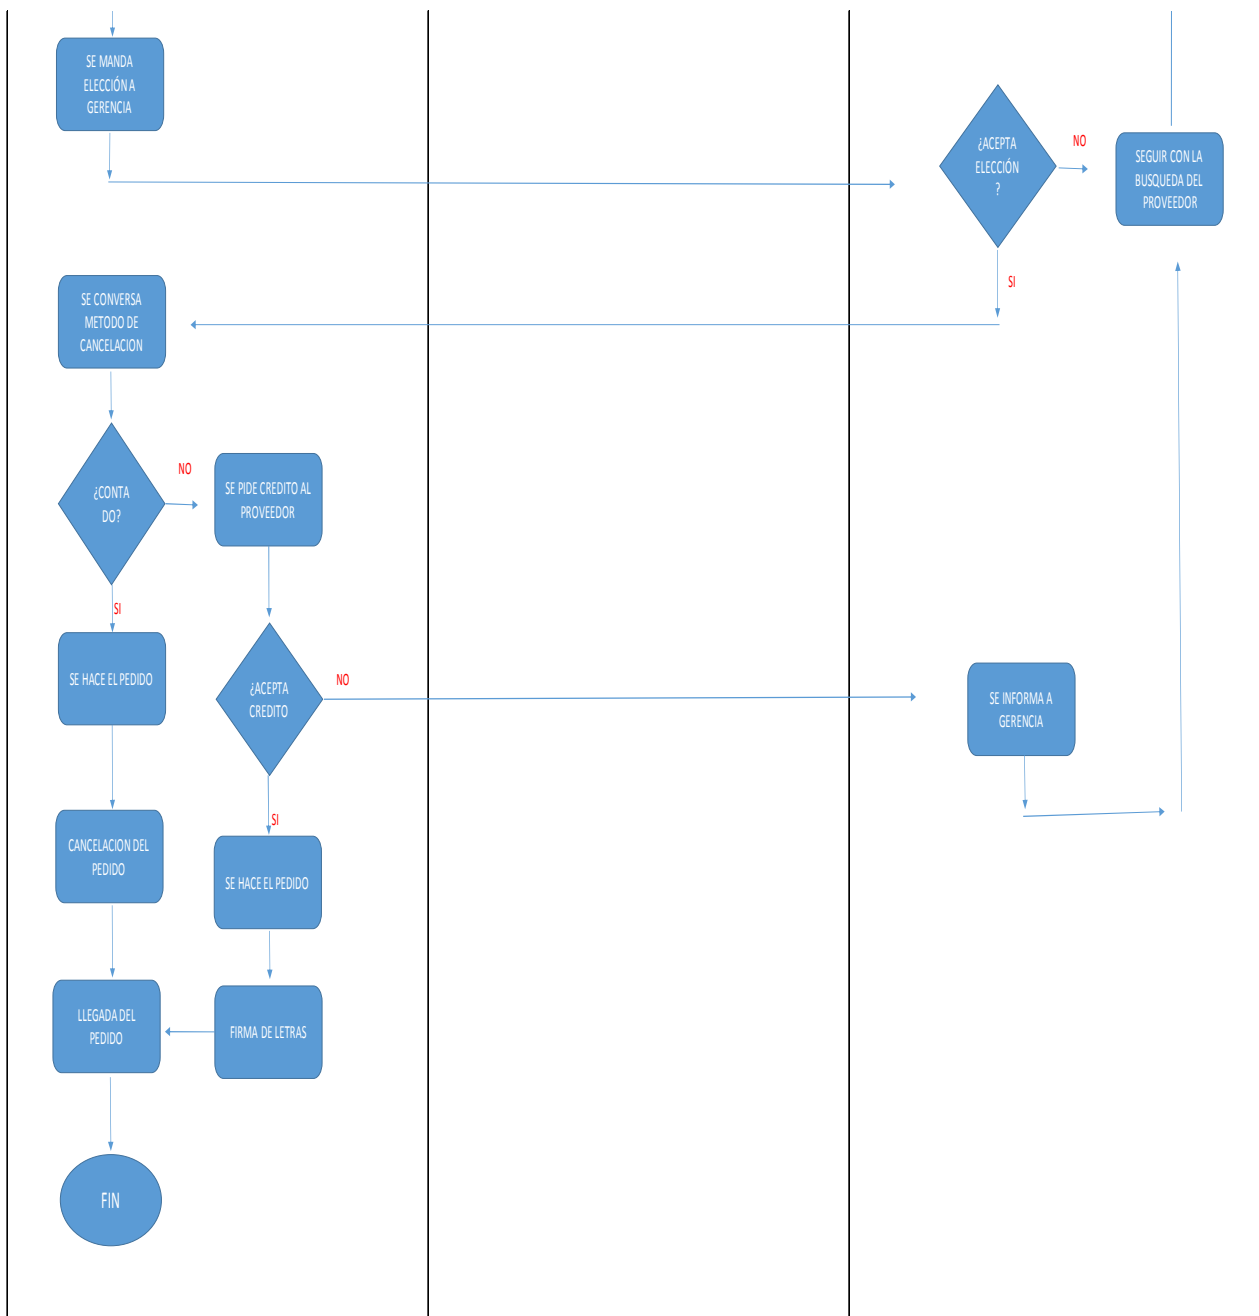 SE MANDA
ELECCIÓN A
GERENCIA
¿ACEPTA
ELECCIÓN
?
NO
SEGUIR CON LA
BUSQUEDA DEL
PROVEEDOR
SI
SE CONVERSA
METODO DE
CANCELACION
¿CONTA
DO?
NO
SE PIDE CREDITO AL
PROVEEDOR
SI
SE HACE EL PEDIDO
¿ACEPTA
CREDITO
NO
SE INFORMA A
GERENCIA
SI
CANCELACION DEL
PEDIDO
SE HACE EL PEDIDO
LLEGADA DEL
PEDIDO
FIRMA DE LETRAS
FIN